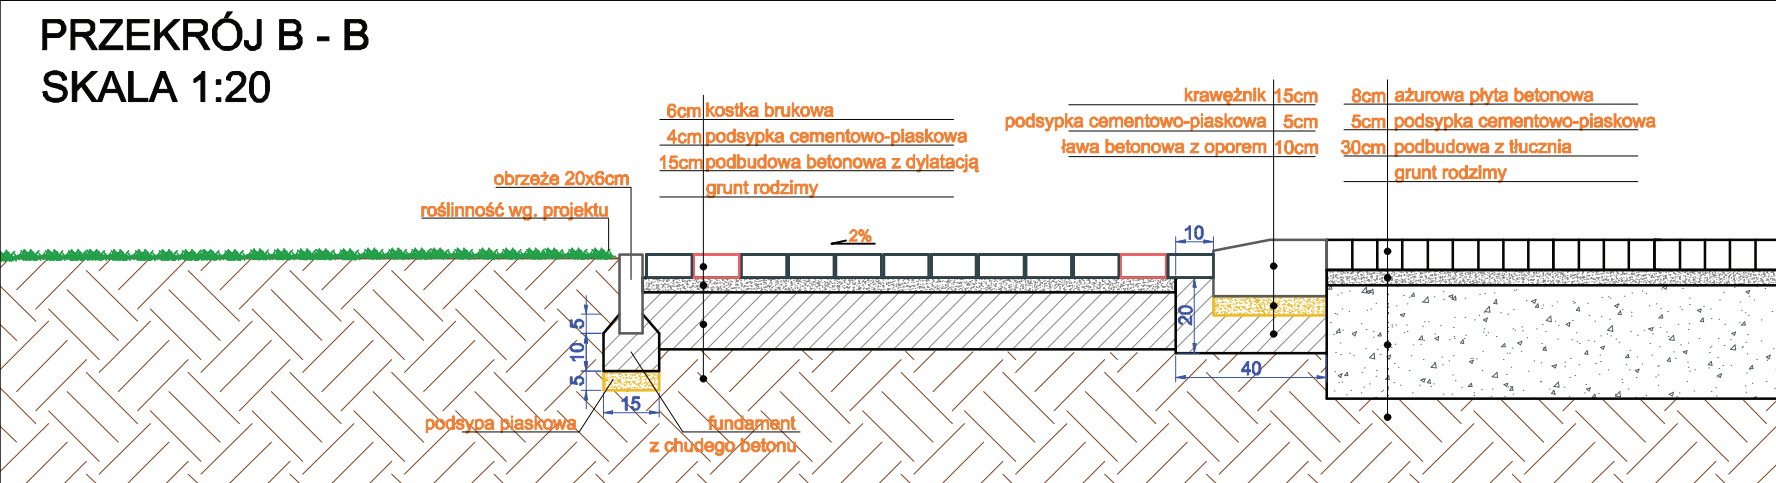 PRZEKRÓJ B - B
SKALA 1:20
6cm kostka brukowa
4cm podsypka cementowo-piaskowa
15cm podbudowa betonowa z dylatacją
grunt rodzimy
krawężnik 15cm
podsypka cementowo-piaskowa 5cm
ława betonowa z oporem 10cm
8cm ażurowa płyta betonowa
5cm podsypka cementowo-piaskowa
30cm podbudowa z tłucznia
grunt rodzimy
obrzeże 20x6cm
roślinność wg. projektu
2%
10
5
10
5
15
20
40
podsypa piaskowa
fundament
z chudego betonu